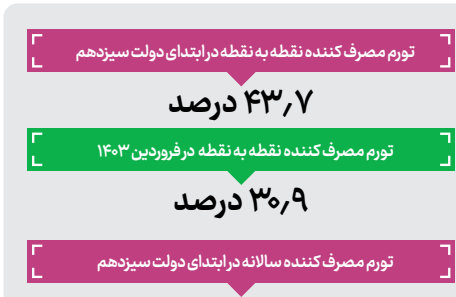 تورم مصرف کننده نقطه به نقطه در ابتدای دولت سیزدهم
۴۳٫۷ درصد
تورم مصرف کننده نقطه به نقطه در فروردین ۱۴۰۳
۳۰٫۹ درصد
تورم مصرف کننده سالانه در ابتدای دولت سیزدهم